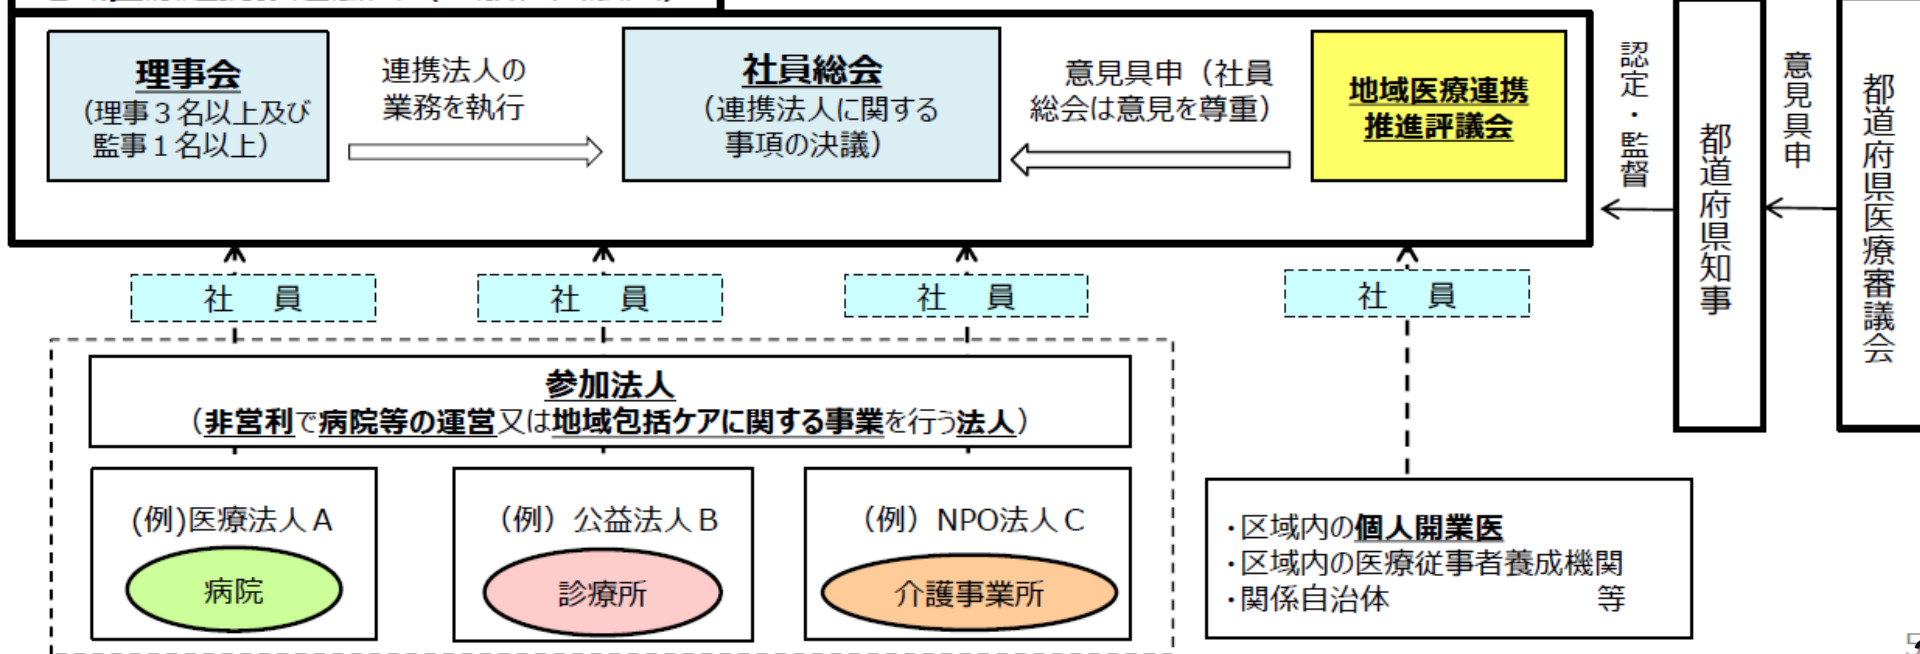 理事会
（理事３名以上及び
監事１名以上）
連携法人の
業務を執行
社員総会
（連携法人に関する
事項の決議）
意見具申（社員
総会は意見を尊重）
地域医療連携
推進評議会
認定・監督
都道府県知事
意見具申
都道府県医療審議会
社　員
社　員
社　員
社　員
参加法人
（非営利で病院等の運営又は地域包括ケアに関する事業を行う法人）
(例)医療法人Ａ
病院
（例）公益法人Ｂ
診療所
（例）NPO法人Ｃ
介護事業所
・区域内の個人開業医
・区域内の医療従事者養成機関
・関係自治体　　　　　　　等